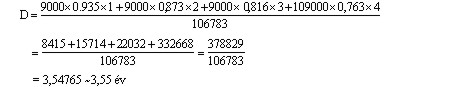 D = 9000× 0.935×1+9000×0,873×2+9000×0,816×3+109000×0,763×4
106783
= 8415+15714+22032+332668 = 378829
106783 106783
= 3,54765 ~3,55 év